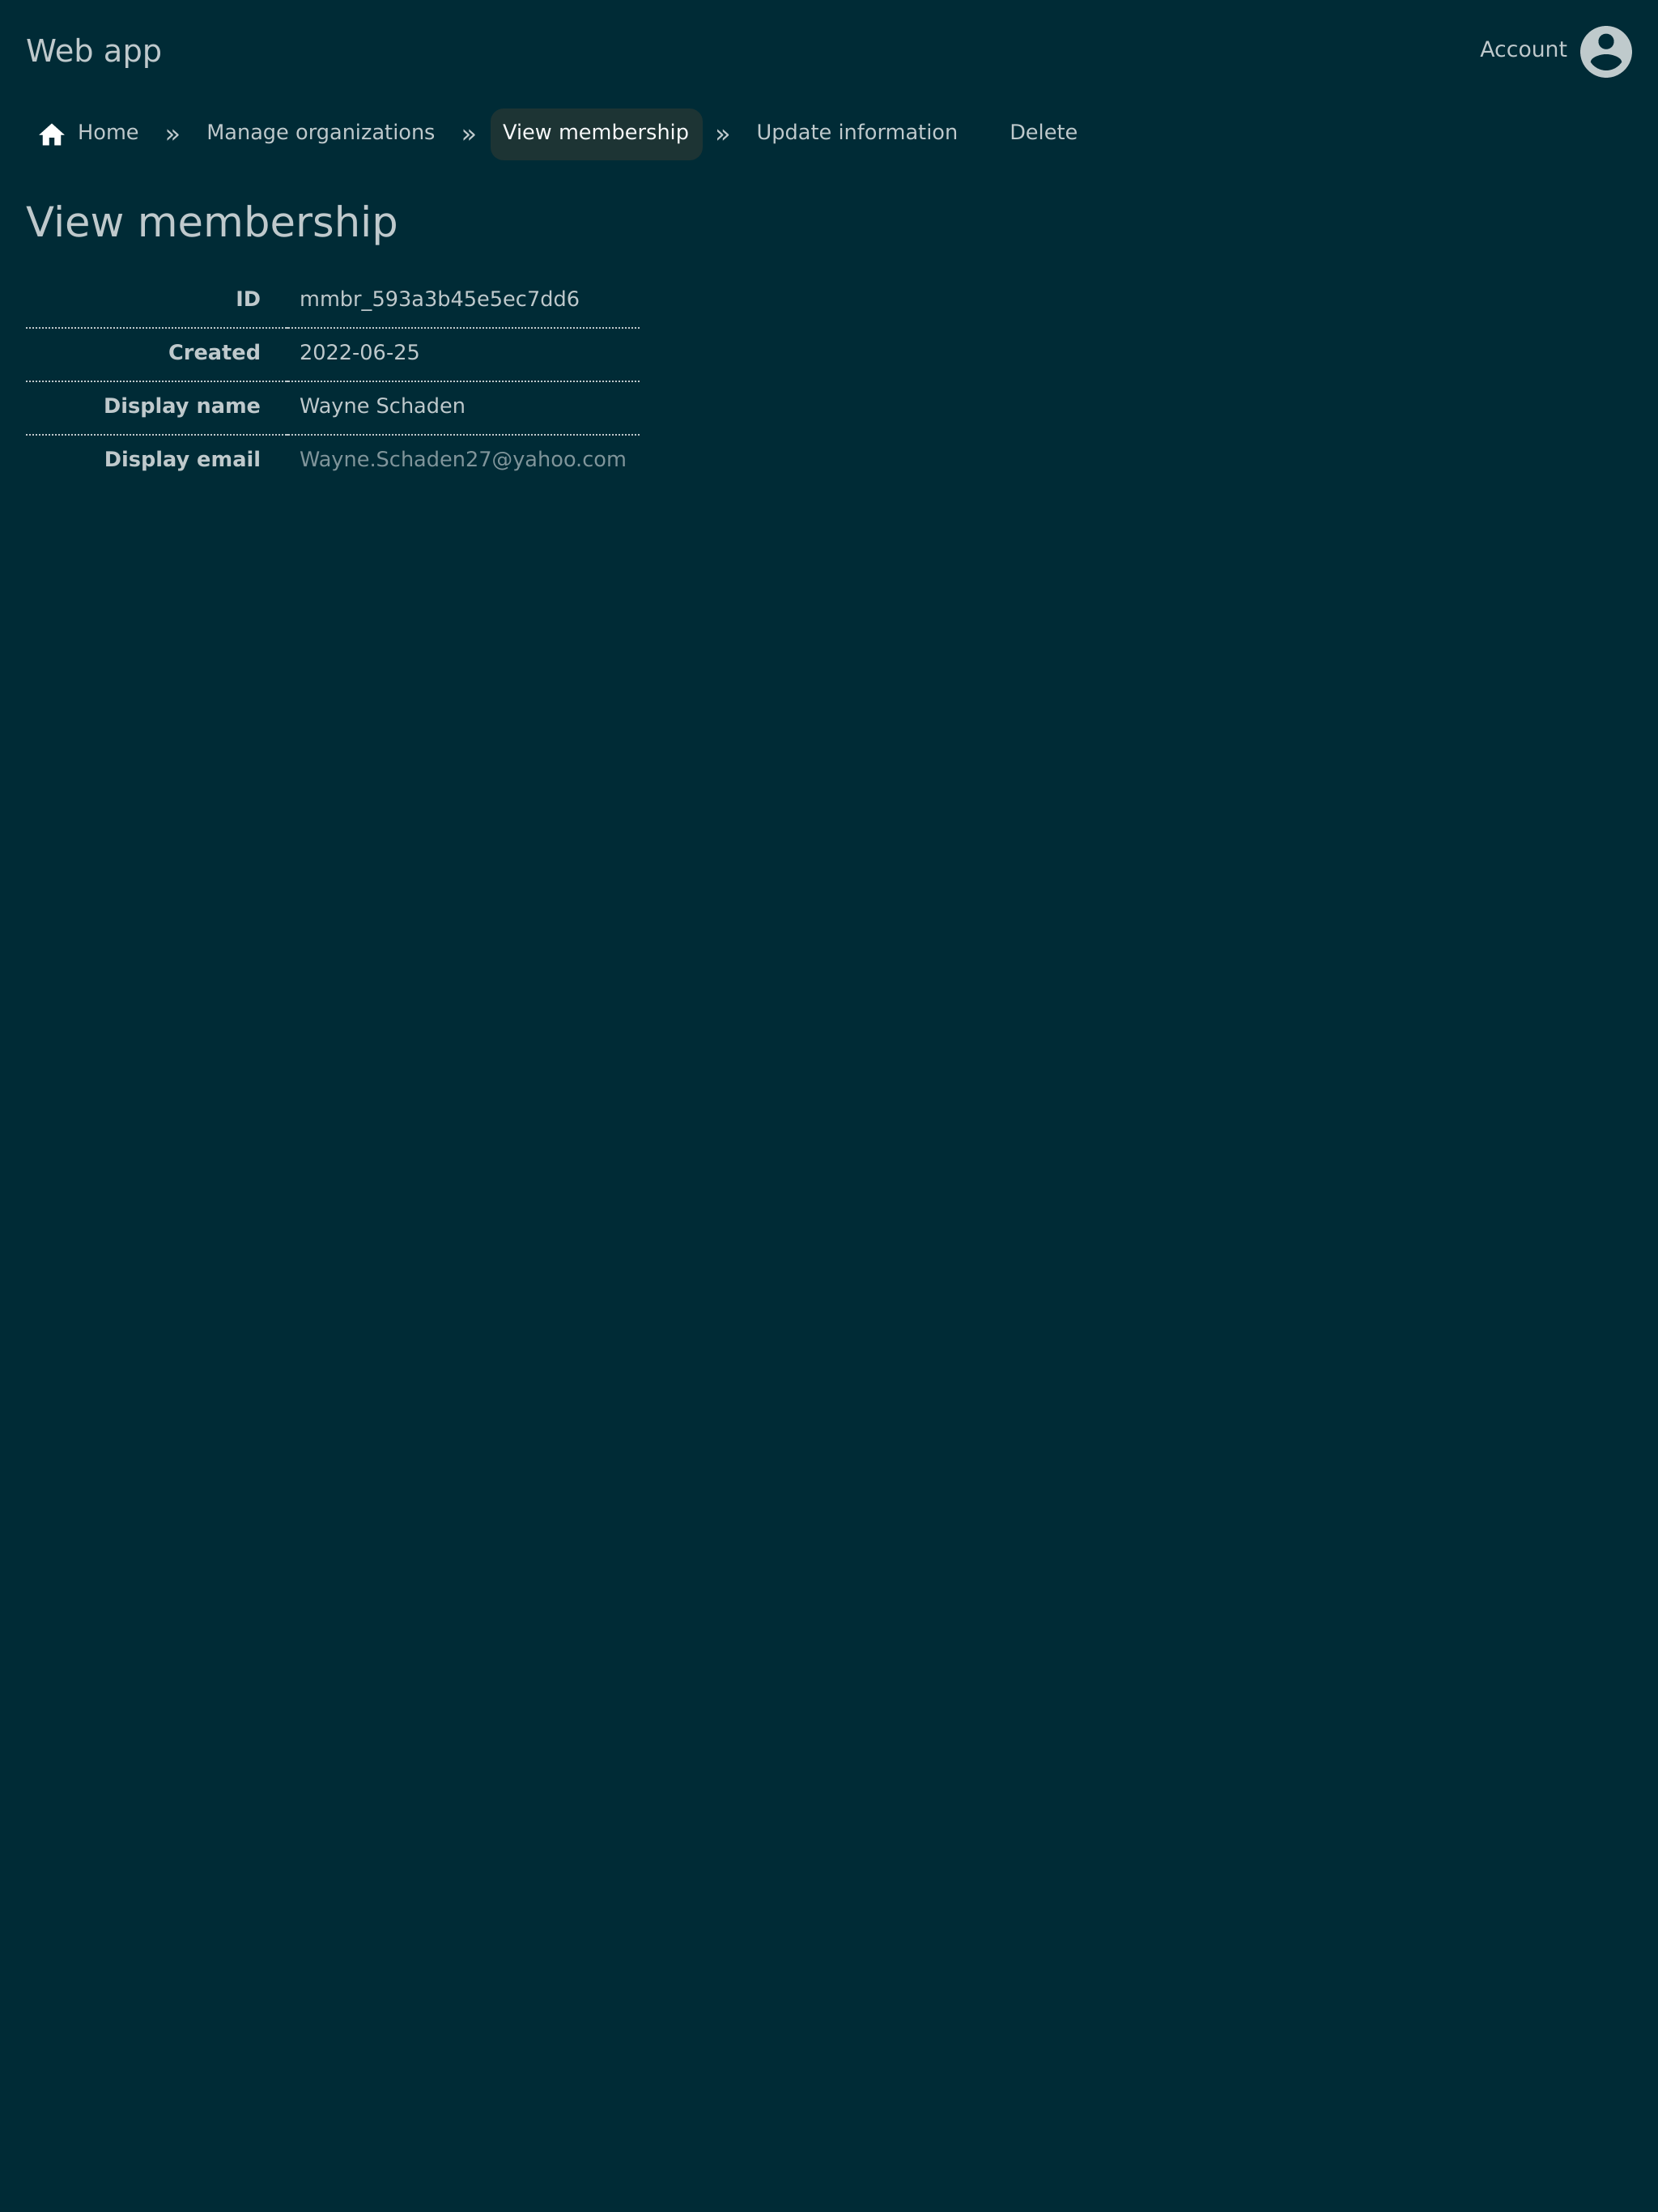 Web app
Account
Home » Manage organizations » View membership » Update information Delete
View membership
ID mmbr_593a3b45e5ec7dd6
Created 2022-06-25
Display name Wayne Schaden
Display email Wayne.Schaden27@yahoo.com